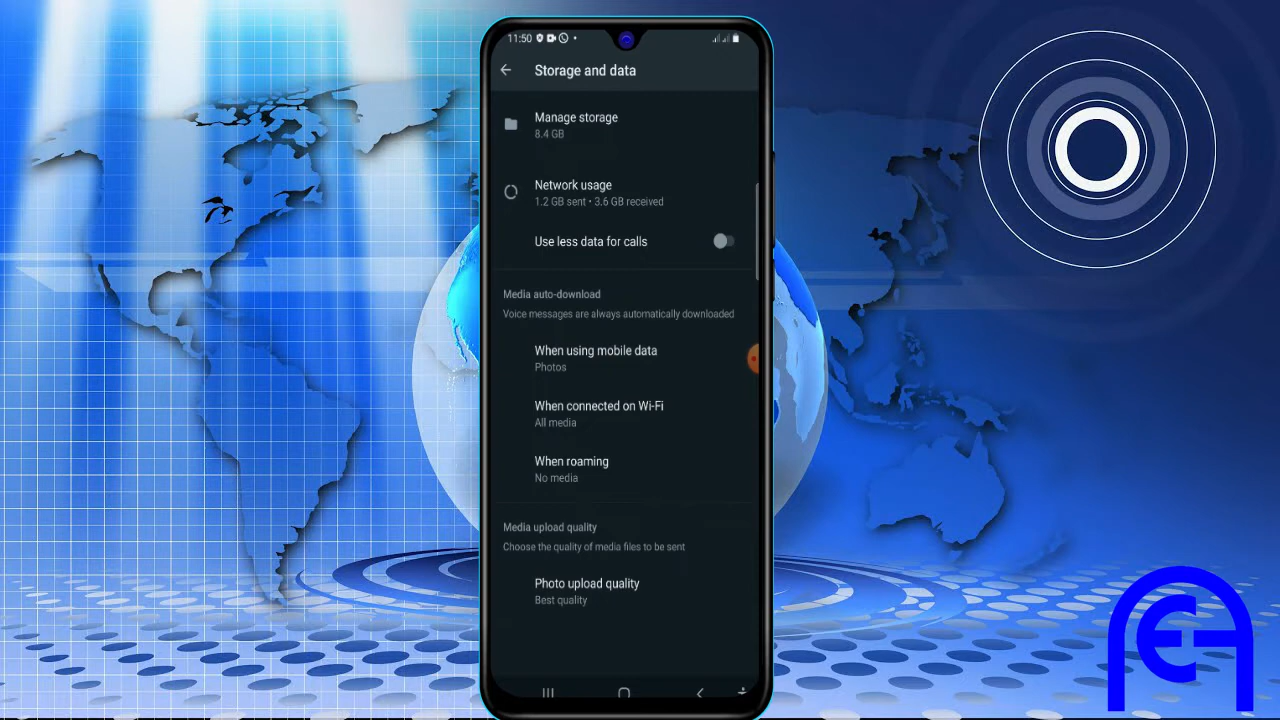 11:50
Storage and data
Manage storage
8.4 GB
Network usage
1.2 GB sent • 3.6 GB received
Use less data for calls
Media auto-download
Voice messages are always automatically downloaded
When using mobile data
Photos
When connected on Wi-Fi
All media
When roaming
No media
Media upload quality
Choose the quality of media files to be sent
Photo upload quality
Best quality